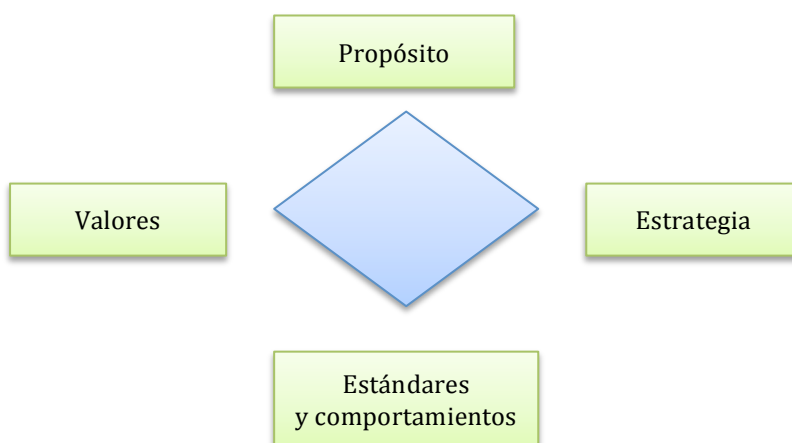 Propósito
Valores
Estrategia
Estándares
y comportamientos